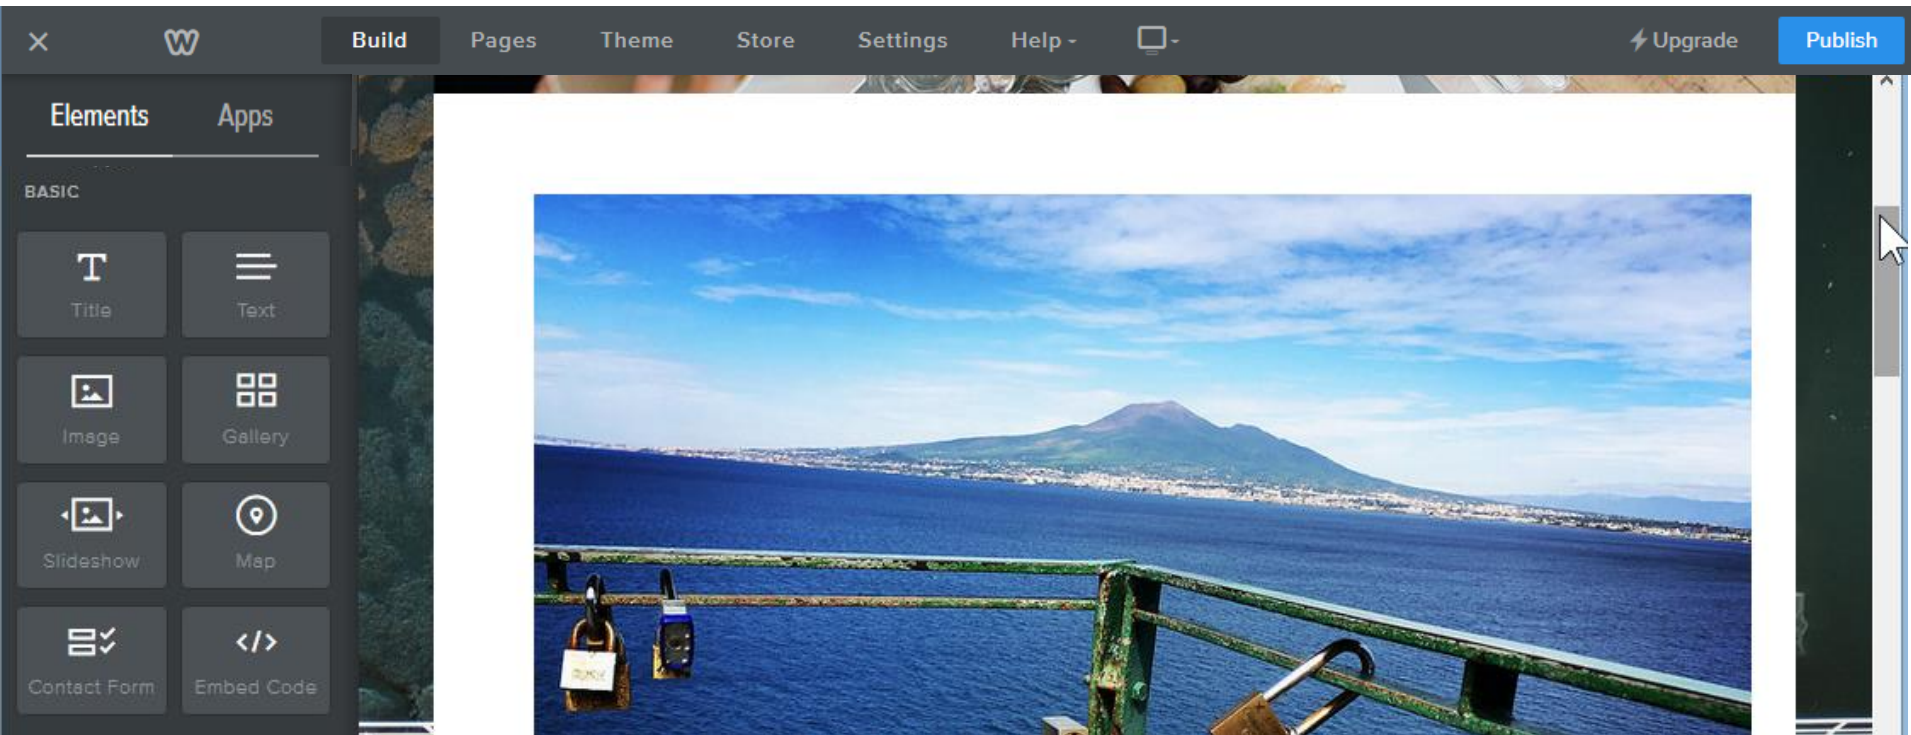 Build Pages Theme Store Settings Help Upgrade Publish
Elements Apps
BASIC
Title Text
Image Gallery
Slideshow Map
Contact Form Embed Code